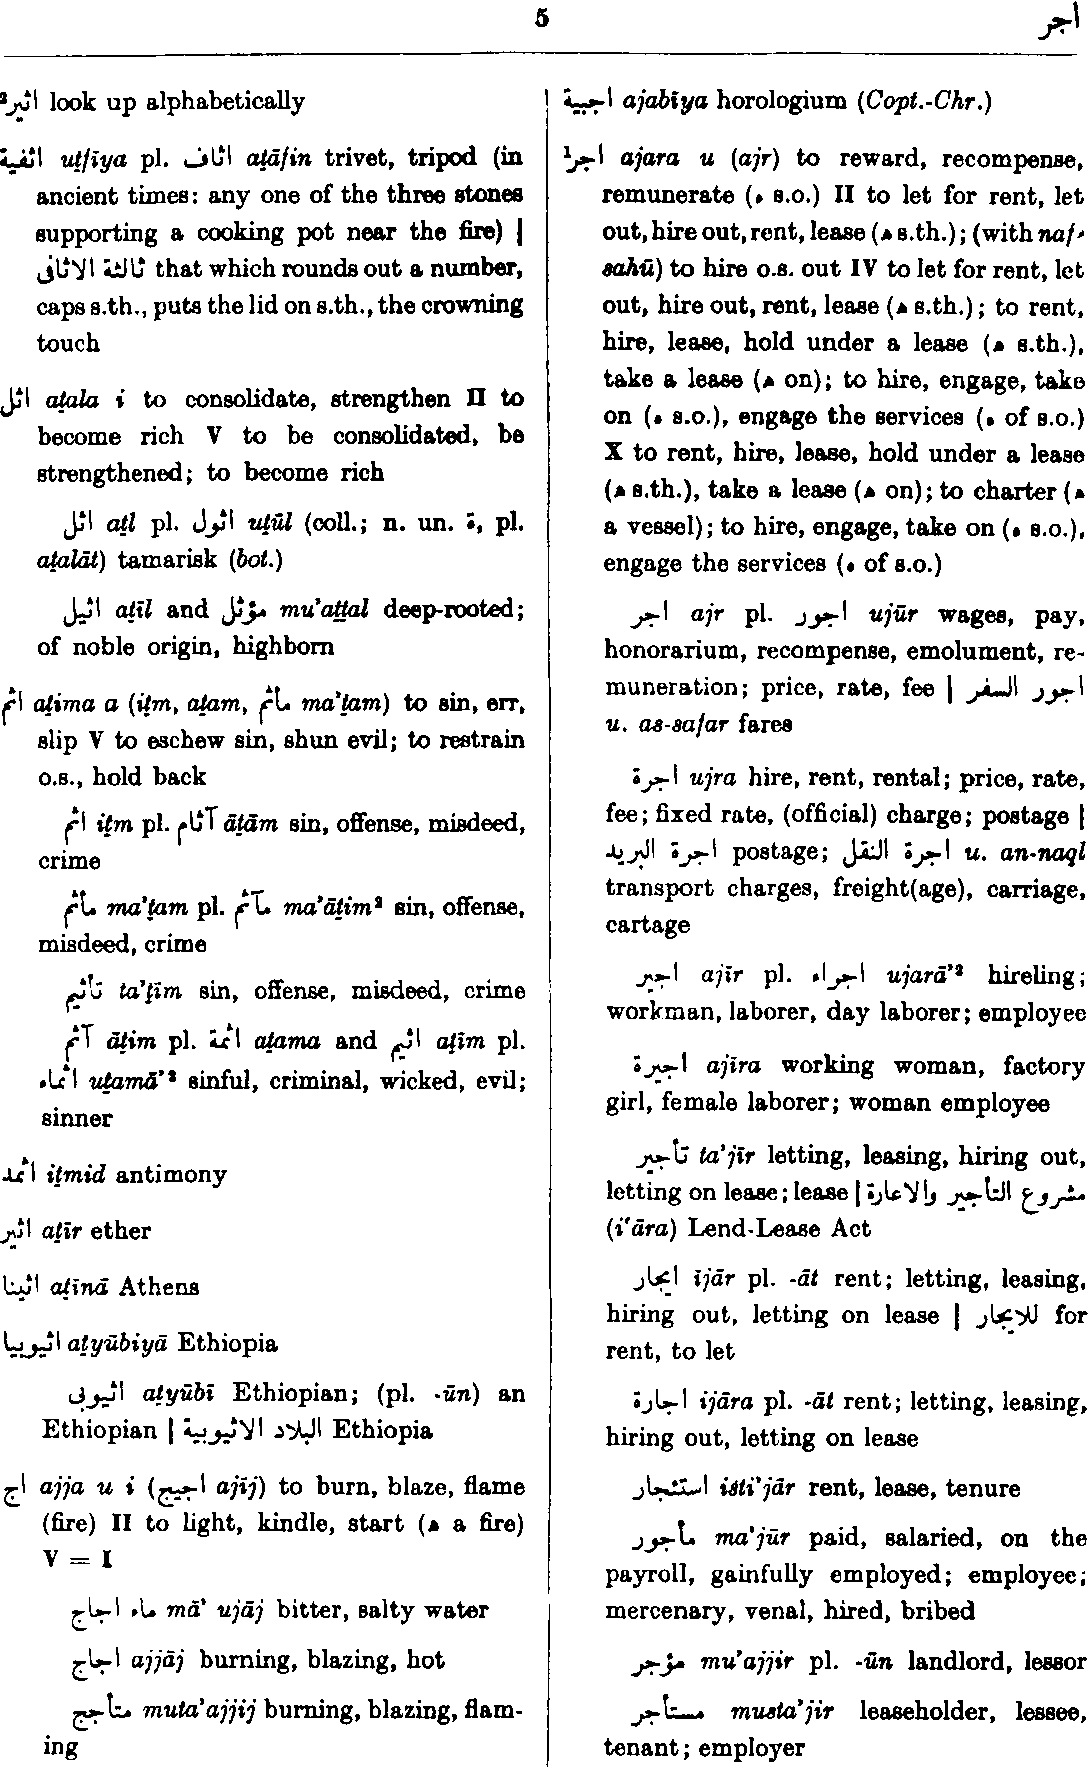 5
أجر
اثير² look up alphabetically
اثفية uṯfīya pl. اثاف aṯāfin trivet, tripod (in
ancient times: any one of the three stones
supporting a cooking pot near the fire) |
ثالثة الاثافى that which rounds out a number,
caps s.th., puts the lid on s.th., the crowning
touch
اثل aṯala i to consolidate, strengthen II to
become rich V to be consolidated, be
strengthened; to become rich
اثل aṯl pl. اثول uṯūl (coll.; n. un. ة, pl.
aṯalāt) tamarisk (bot.)
اثيل aṯīl and مؤثل mu'aṯṯal deep-rooted;
of noble origin, highborn
اثم aṯima a (iṯm, aṯam, مأثم ma'ṯam) to sin, err,
slip V to eschew sin, shun evil; to restrain
o.s., hold back
اثم iṯm pl. آثام āṯām sin, offense, misdeed,
crime
مأثم ma'ṯam pl. مآثم ma'āṯim² sin, offense,
misdeed, crime
تأثيم ta'ṯīm sin, offense, misdeed, crime
آثم āṯim pl. اثمة aṯama and اثيم aṯīm pl.
اثماء uṯamā'² sinful, criminal, wicked, evil;
sinner
اثمد iṯmid antimony
اثير aṯīr ether
اثينا aṯīnā Athens
اثيوبيا aṯyūbiyā Ethiopia
اثيوبى aṯyūbī Ethiopian; (pl. -ūn) an
Ethiopian | البلاد الاثيوبية Ethiopia
اج ajja u i (اجيج ajīj) to burn, blaze, flame
(fire) II to light, kindle, start (ه a fire)
V = I
ماء اجاج mā' ujāj bitter, salty water
اجاج ajjāj burning, blazing, hot
متأجج muta'ajjij burning, blazing, flam-
ing
اجبية ajabīya horologium (Copt.-Chr.)
اجر¹ ajara u (ajr) to reward, recompense,
remunerate (ه s.o.) II to let for rent, let
out, hire out, rent, lease (ه s.th.); (with naf-
sahū) to hire o.s. out IV to let for rent, let
out, hire out, rent, lease (ه s.th.); to rent,
hire, lease, hold under a lease (ه s.th.),
take a lease (ه on); to hire, engage, take
on (ه s.o.), engage the services (ه of s.o.)
X to rent, hire, lease, hold under a lease
(ه s.th.), take a lease (ه on); to charter (ه
a vessel); to hire, engage, take on (ه s.o.),
engage the services (ه of s.o.)
اجر ajr pl. اجور ujūr wages, pay,
honorarium, recompense, emolument, re-
muneration; price, rate, fee | اجور السفر
u. as-safar fares
اجرة ujra hire, rent, rental; price, rate,
fee; fixed rate, (official) charge; postage |
اجرة البريد postage; اجرة النقل u. an-naql
transport charges, freight(age), carriage,
cartage
اجير ajīr pl. اجراء ujarā'² hireling;
workman, laborer, day laborer; employee
اجيرة ajīra working woman, factory
girl, female laborer; woman employee
تأجير ta'jīr letting, leasing, hiring out,
letting on lease; lease | مشروع التأجير والاعارة
(i'āra) Lend-Lease Act
ايجار ījār pl. -āt rent; letting, leasing,
hiring out, letting on lease | للايجار for
rent, to let
اجارة ijāra pl. -āt rent; letting, leasing,
hiring out, letting on lease
استئجار isti'jār rent, lease, tenure
مأجور ma'jūr paid, salaried, on the
payroll, gainfully employed; employee;
mercenary, venal, hired, bribed
مؤجر mu'ajjir pl. -ūn landlord, lessor
مستأجر musta'jir leaseholder, lessee,
tenant; employer